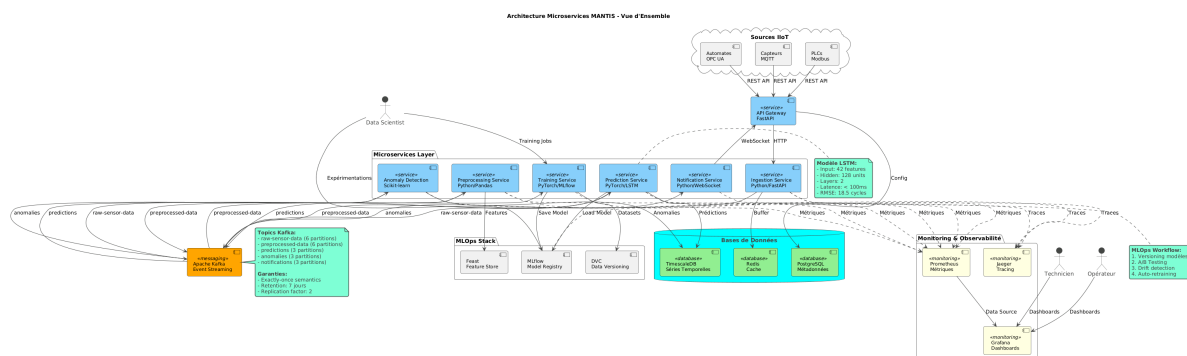 Architecture Microservices MANTIS - Vue d'Ensemble
Sources IIoT
Automates
OPC UA
Capteurs
MQTT
PLCs
Modbus
REST API
REST API
REST API
«service»
API Gateway
FastAPI
Data Scientist
Training Jobs
WebSocket
HTTP
Microservices Layer
Expérimentations
Config
«service»
Anomaly Detection
Scikit-learn
«service»
Preprocessing Service
Python/Pandas
«service»
Training Service
PyTorch/MLflow
«service»
Prediction Service
PyTorch/LSTM
«service»
Notification Service
Python/WebSocket
«service»
Ingestion Service
Python/FastAPI
Modèle LSTM:
- Input: 42 features
- Hidden: 128 units
- Layers: 2
- Latence: < 100ms
- RMSE: 18.5 cycles
anomalies
predictions
raw-sensor-data
preprocessed-data
preprocessed-data
predictions
preprocessed-data
anomalies
raw-sensor-data
Features
Save Model
Load Model
Datasets
Anomalies
Prédictions
Buffer
Métriques
Métriques
Métriques
Métriques
Métriques
Métriques
Traces
Traces
Traces
«messaging»
Apache Kafka
Event Streaming
Topics Kafka:
- raw-sensor-data (6 partitions)
- preprocessed-data (6 partitions)
- predictions (3 partitions)
- anomalies (3 partitions)
- notifications (3 partitions)
Garanties:
- Exactly-once semantics
- Retention: 7 jours
- Replication factor: 2
MLOps Stack
Feast
Feature Store
MLflow
Model Registry
DVC
Data Versioning
Bases de Données
«database»
TimescaleDB
Séries Temporelles
«database»
Redis
Cache
«database»
PostgreSQL
Métadonnées
Monitoring & Observabilité
«monitoring»
Prometheus
Métriques
«monitoring»
Jaeger
Tracing
Technicien
Opérateur
MLOps Workflow:
1. Versioning modèles
2. A/B Testing
3. Drift detection
4. Auto-retraining
Data Source
Dashboards
Dashboards
«monitoring»
Grafana
Dashboards